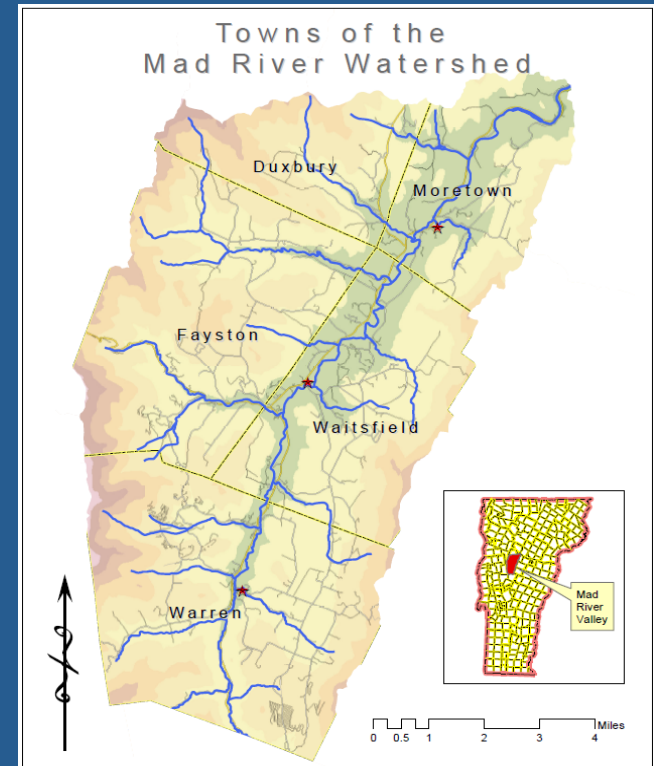 Towns of the
Mad River Watershed
Duxbury
Moretown
Fayston
Waitsfield
Warren
Mad
River
Valley
Miles
0 0.5 1 2 3 4